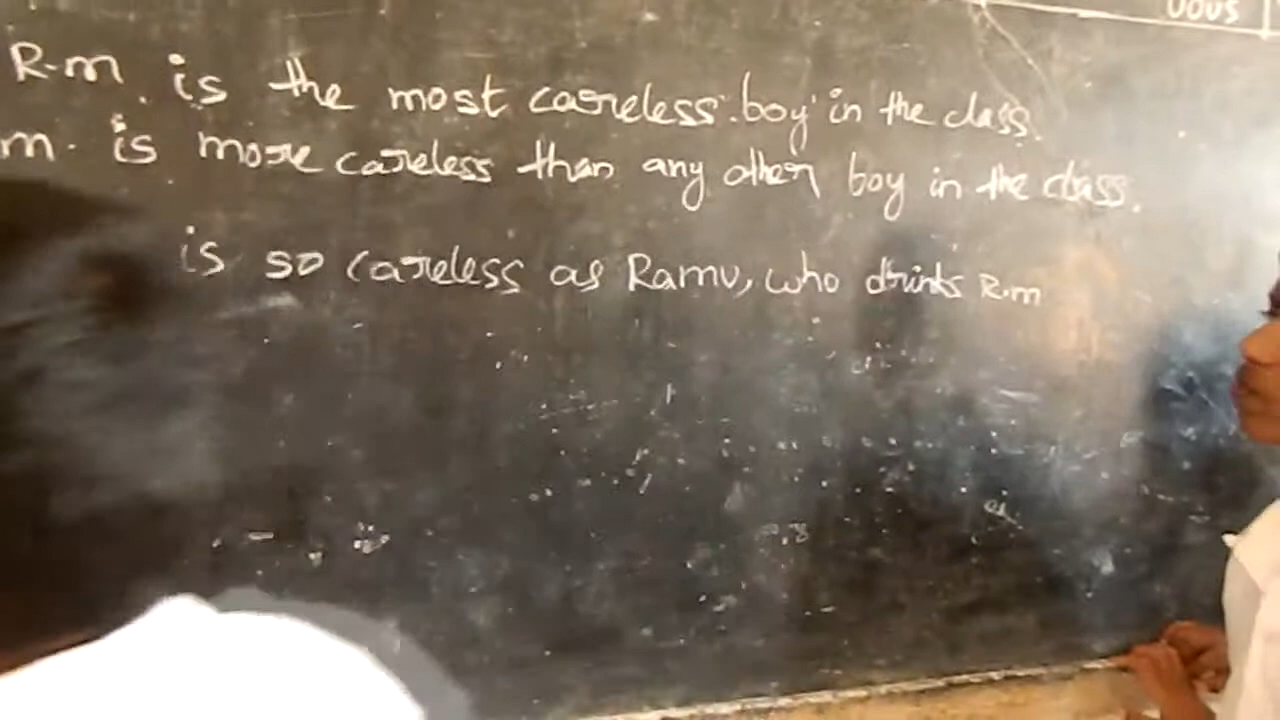 uous
R.m. is the most careless boy in the class.
m. is more careless than any other boy in the class.
is so careless as Ramu, who drinks R.m